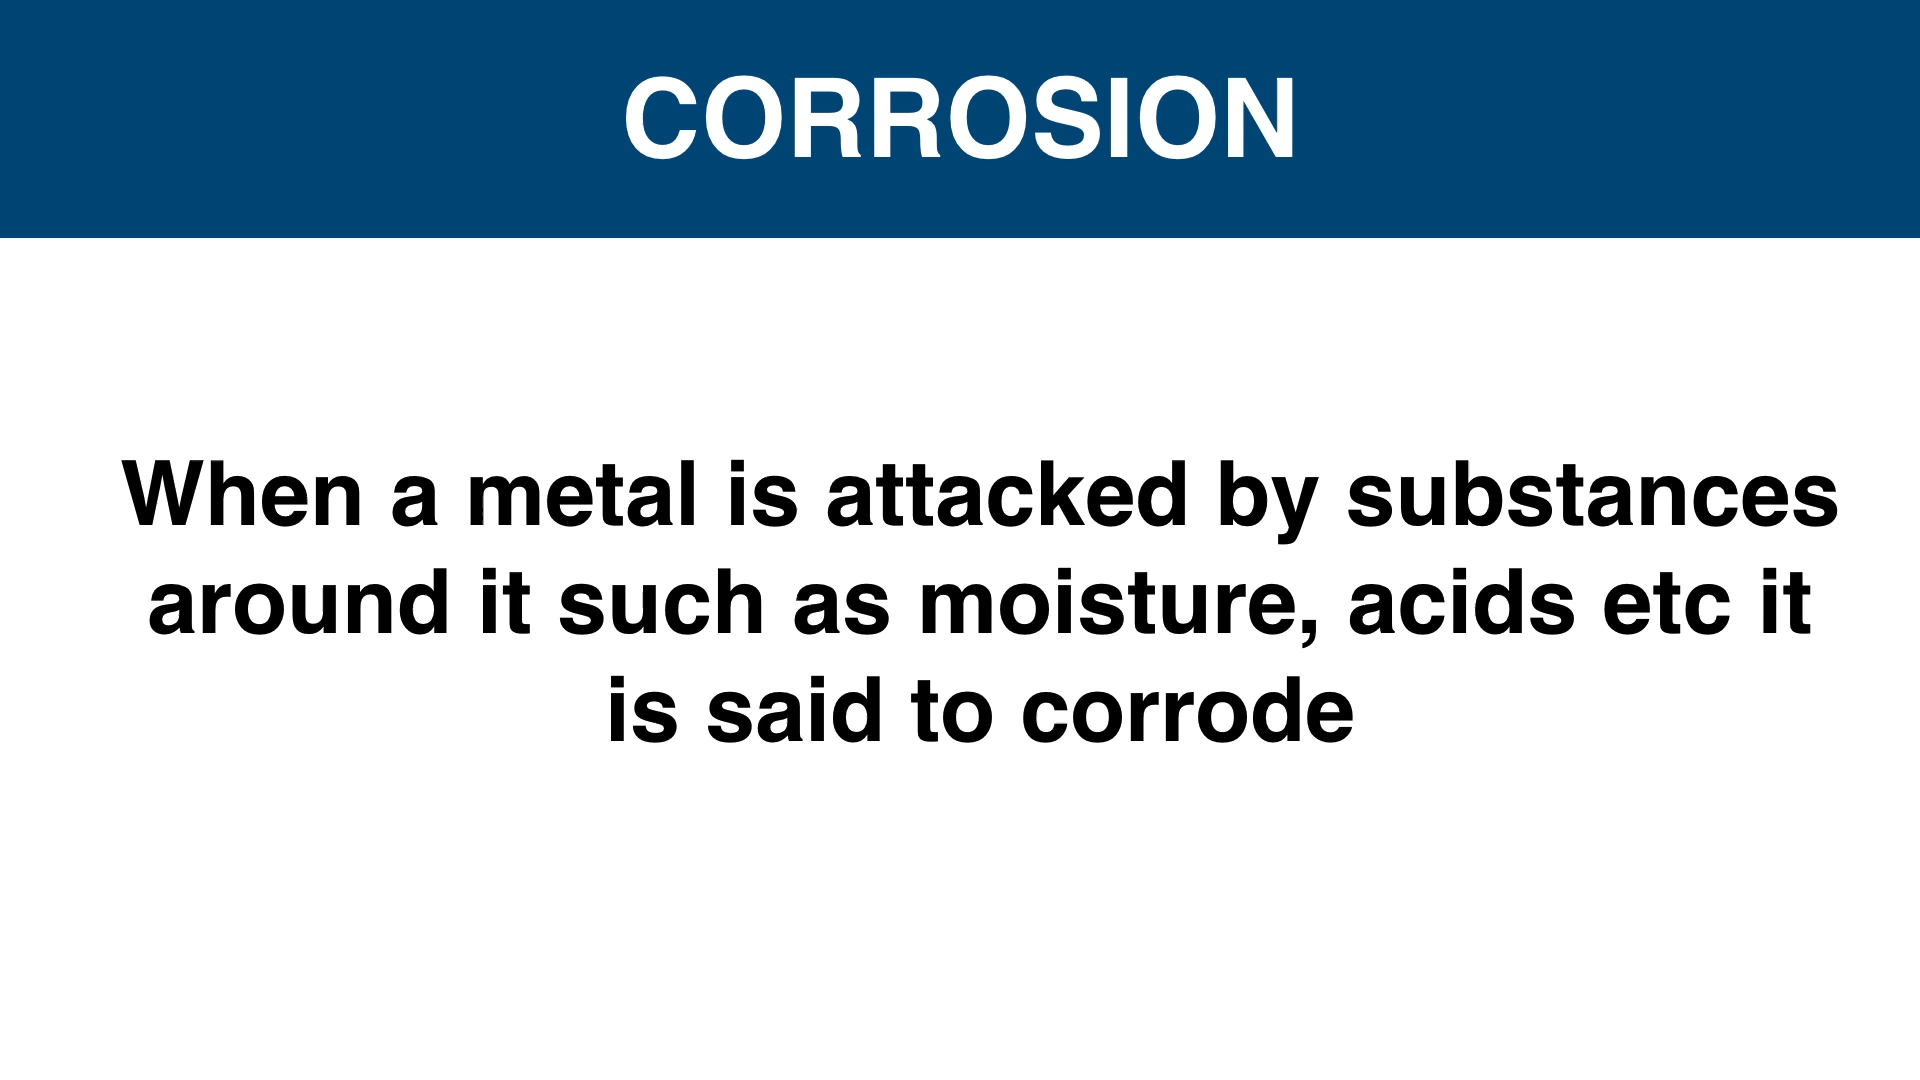 CORROSION
When a metal is attacked by substances
around it such as moisture, acids etc it
is said to corrode